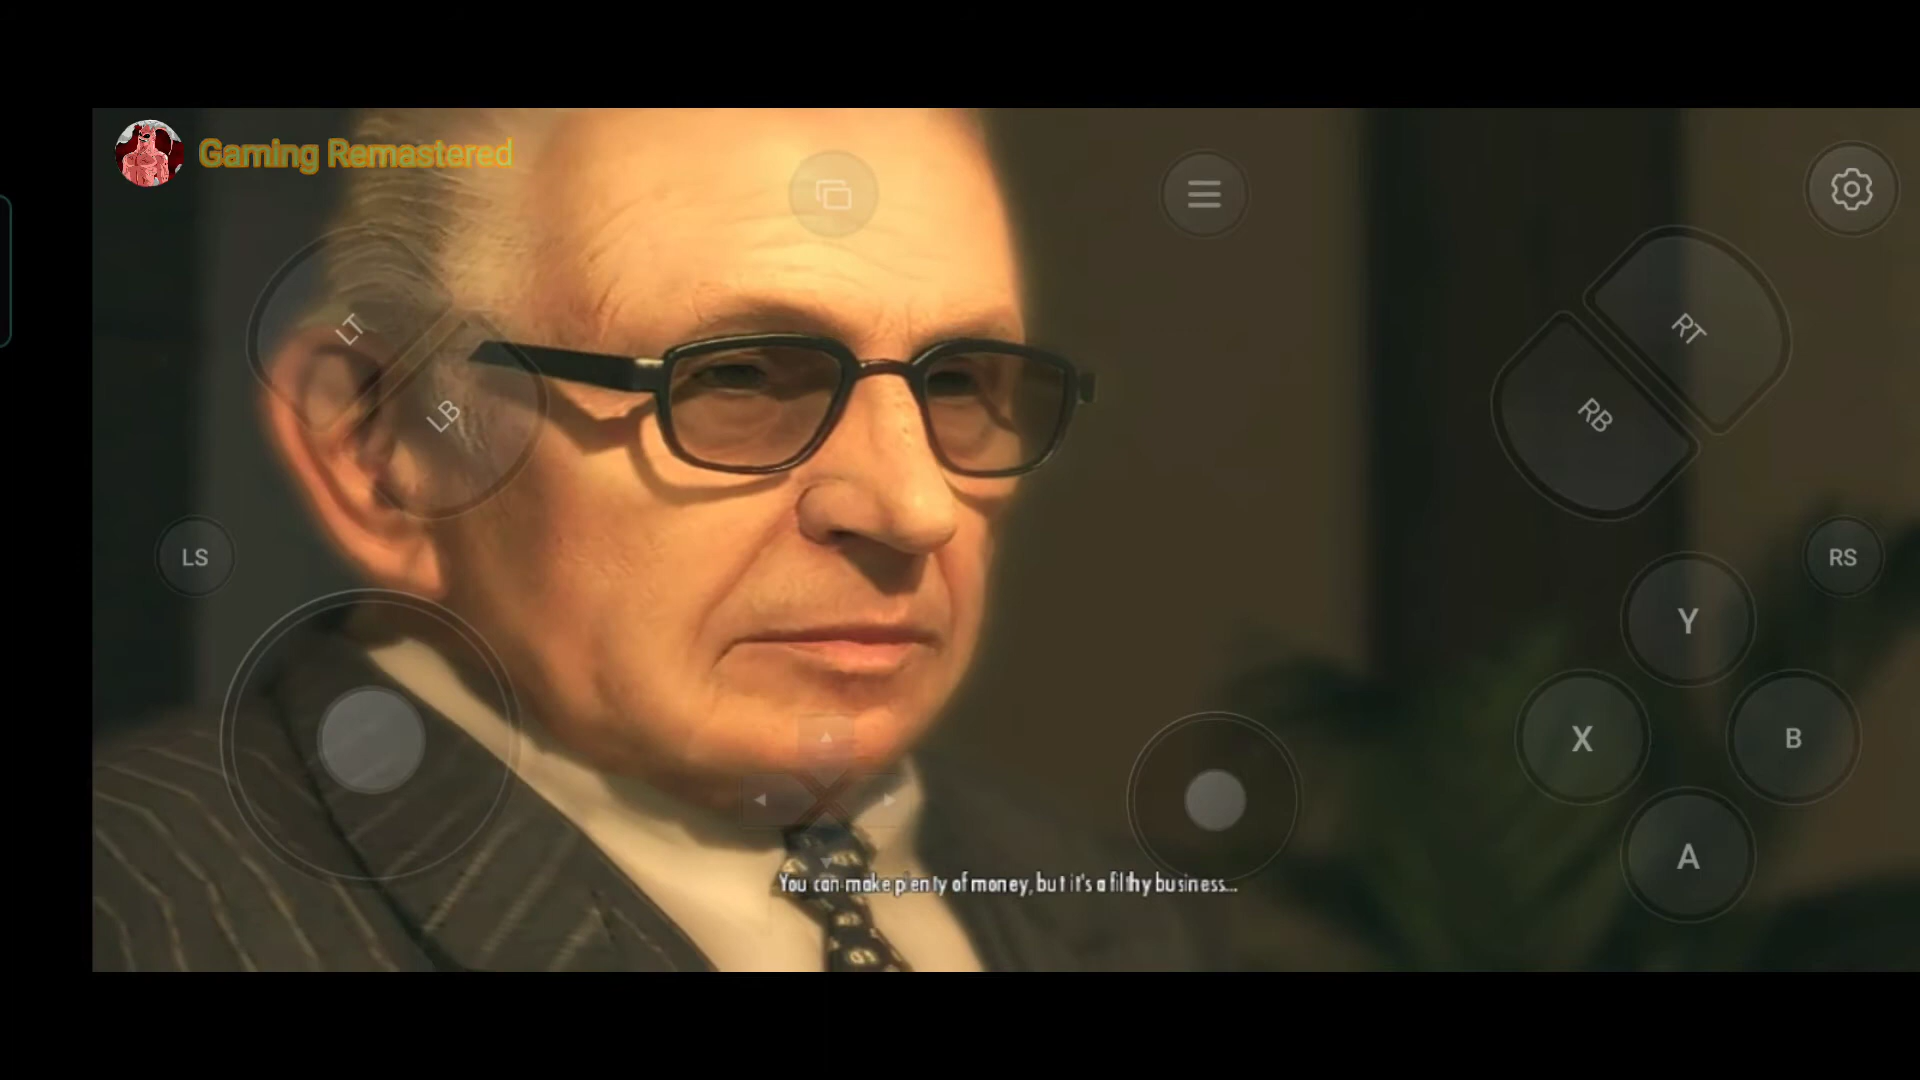 Gaming Remastered
LT
LB
RT
RB
LS
RS
Y
X
B
A
You can make plenty of money, but it's a filthy business...